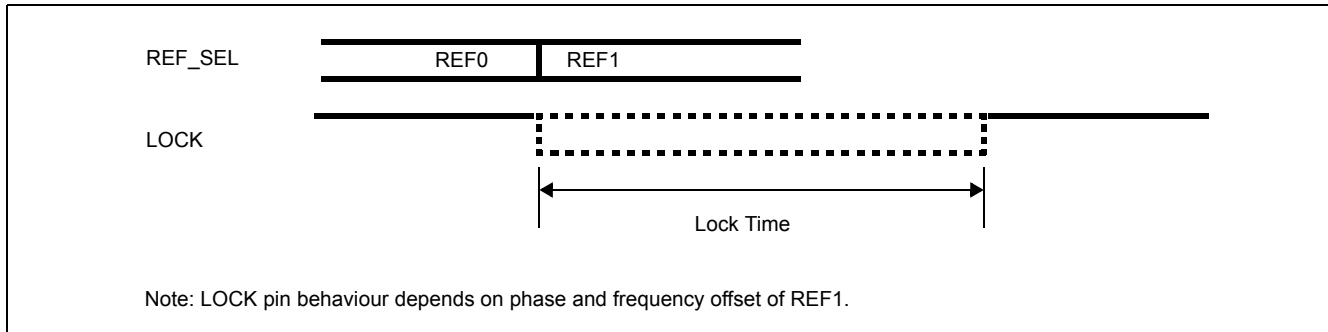 REF_SEL
REF0 REF1
LOCK
Lock Time
Note: LOCK pin behaviour depends on phase and frequency offset of REF1.